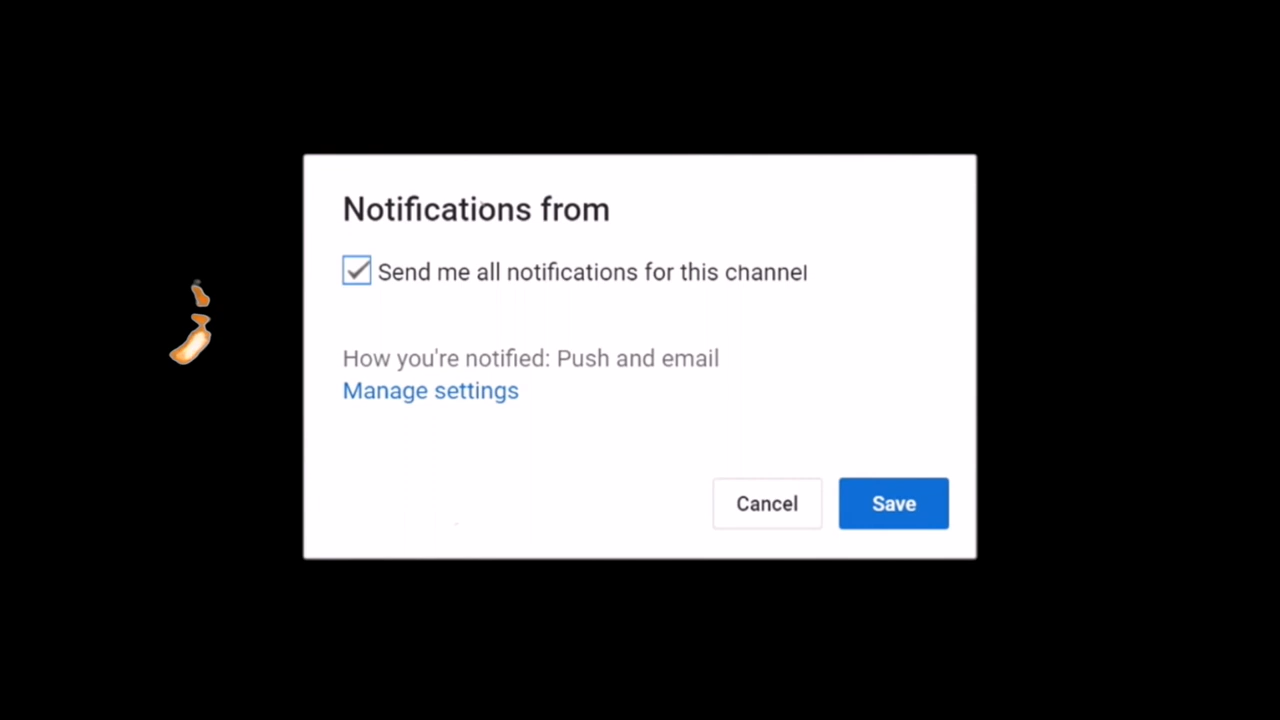 Notifications from
Send me all notifications for this channel
How you're notified: Push and email
Manage settings
Cancel
Save